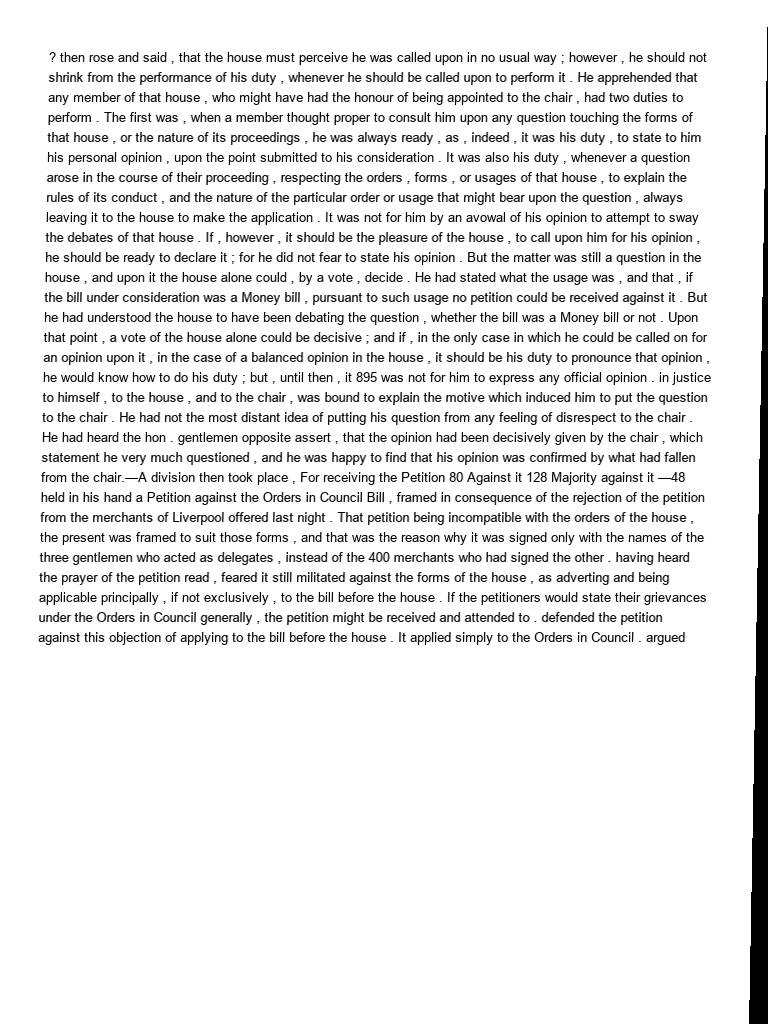 ? then rose and said , that the house must perceive he was called upon in no usual way ; however , he should not
shrink from the performance of his duty , whenever he should be called upon to perform it . He apprehended that
any member of that house , who might have had the honour of being appointed to the chair , had two duties to
perform . The first was , when a member thought proper to consult him upon any question touching the forms of
that house , or the nature of its proceedings , he was always ready , as , indeed , it was his duty , to state to him
his personal opinion , upon the point submitted to his consideration . It was also his duty , whenever a question
arose in the course of their proceeding , respecting the orders , forms , or usages of that house , to explain the
rules of its conduct , and the nature of the particular order or usage that might bear upon the question , always
leaving it to the house to make the application . It was not for him by an avowal of his opinion to attempt to sway
the debates of that house . If , however , it should be the pleasure of the house , to call upon him for his opinion ,
he should be ready to declare it ; for he did not fear to state his opinion . But the matter was still a question in the
house , and upon it the house alone could , by a vote , decide . He had stated what the usage was , and that , if
the bill under consideration was a Money bill , pursuant to such usage no petition could be received against it . But
he had understood the house to have been debating the question , whether the bill was a Money bill or not . Upon
that point , a vote of the house alone could be decisive ; and if , in the only case in which he could be called on for
an opinion upon it , in the case of a balanced opinion in the house , it should be his duty to pronounce that opinion ,
he would know how to do his duty ; but , until then , it 895 was not for him to express any official opinion . in justice
to himself , to the house , and to the chair , was bound to explain the motive which induced him to put the question
to the chair . He had not the most distant idea of putting his question from any feeling of disrespect to the chair .
He had heard the hon . gentlemen opposite assert , that the opinion had been decisively given by the chair , which
statement he very much questioned , and he was happy to find that his opinion was confirmed by what had fallen
from the chair.—A division then took place , For receiving the Petition 80 Against it 128 Majority against it —48
held in his hand a Petition against the Orders in Council Bill , framed in consequence of the rejection of the petition
from the merchants of Liverpool offered last night . That petition being incompatible with the orders of the house ,
the present was framed to suit those forms , and that was the reason why it was signed only with the names of the
three gentlemen who acted as delegates , instead of the 400 merchants who had signed the other . having heard
the prayer of the petition read , feared it still militated against the forms of the house , as adverting and being
applicable principally , if not exclusively , to the bill before the house . If the petitioners would state their grievances
under the Orders in Council generally , the petition might be received and attended to . defended the petition
against this objection of applying to the bill before the house . It applied simply to the Orders in Council . argued